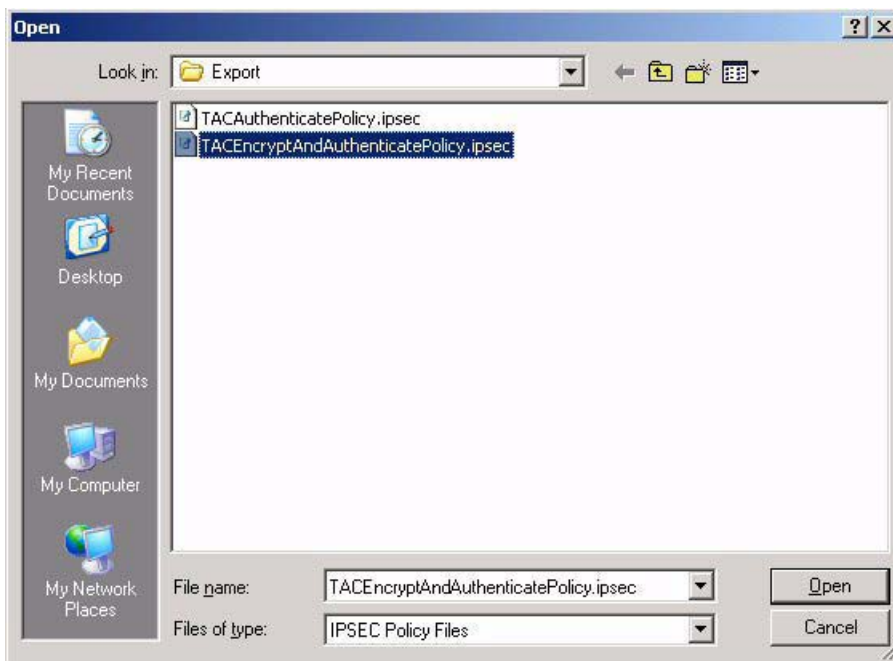 Open
Look in:
Export
TACAuthenticatePolicy.ipsec
TACEncryptAndAuthenticatePolicy.ipsec
My Recent
Documents
Desktop
My Documents
My Computer
My Network
Places
File name:
TACEncryptAndAuthenticatePolicy.ipsec
Open
Files of type:
IPSEC Policy Files
Cancel